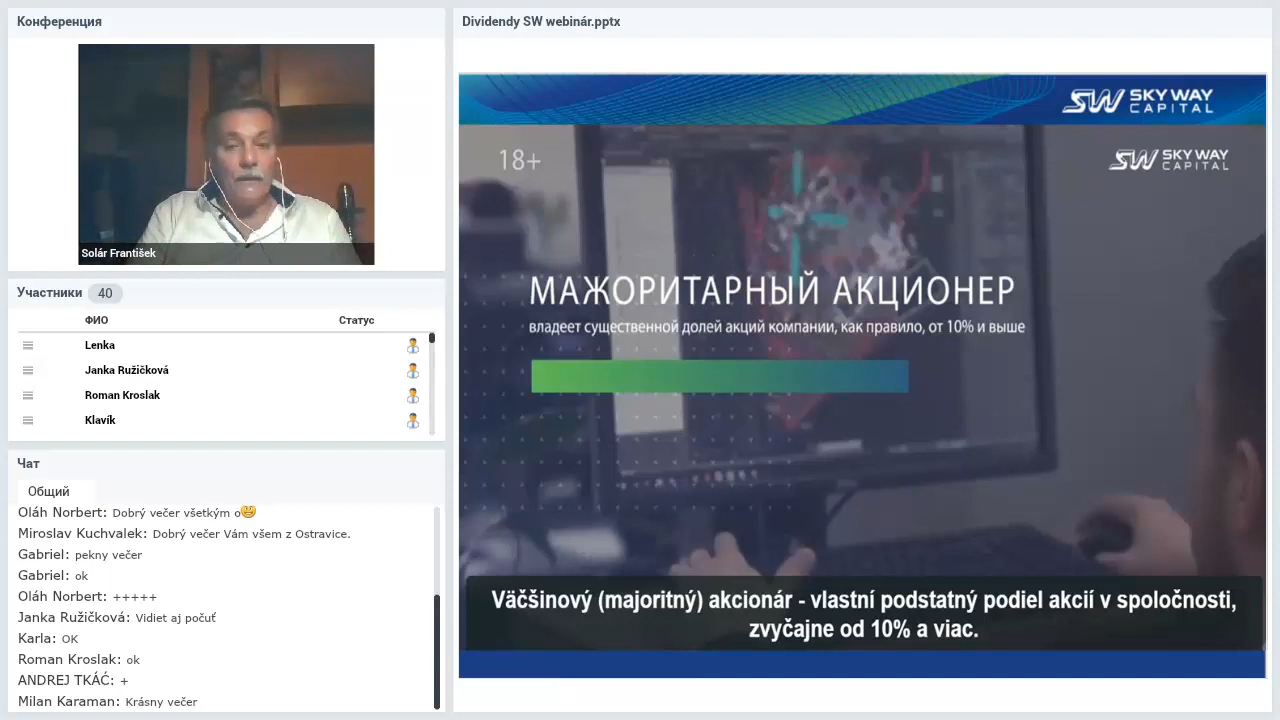 Конференция
Solár František
Участники 40
ФИО Статус
Lenka
Janka Ružičková
Roman Kroslak
Klavík
Чат
Общий
Oláh Norbert: Dobrý večer všetkým o
Miroslav Kuchvalek: Dobrý večer Vám všem z Ostravice.
Gabriel: pekny večer
Gabriel: ok
Oláh Norbert: +++++
Janka Ružičková: Vidiet aj počuť
Karla: OK
Roman Kroslak: ok
ANDREJ TKÁČ: +
Milan Karaman: Krásny večer
Dividendy SW webinár.pptx
SW SKY WAY
CAPITAL
18+
SW SKY WAY
CAPITAL
МАЖОРИТАРНЫЙ АКЦИОНЕР
владеет существенной долей акций компании, как правило, от 10% и выше
Väčšinový (majoritný) akcionár - vlastní podstatný podiel akcií v spoločnosti,
zvyčajne od 10% a viac.